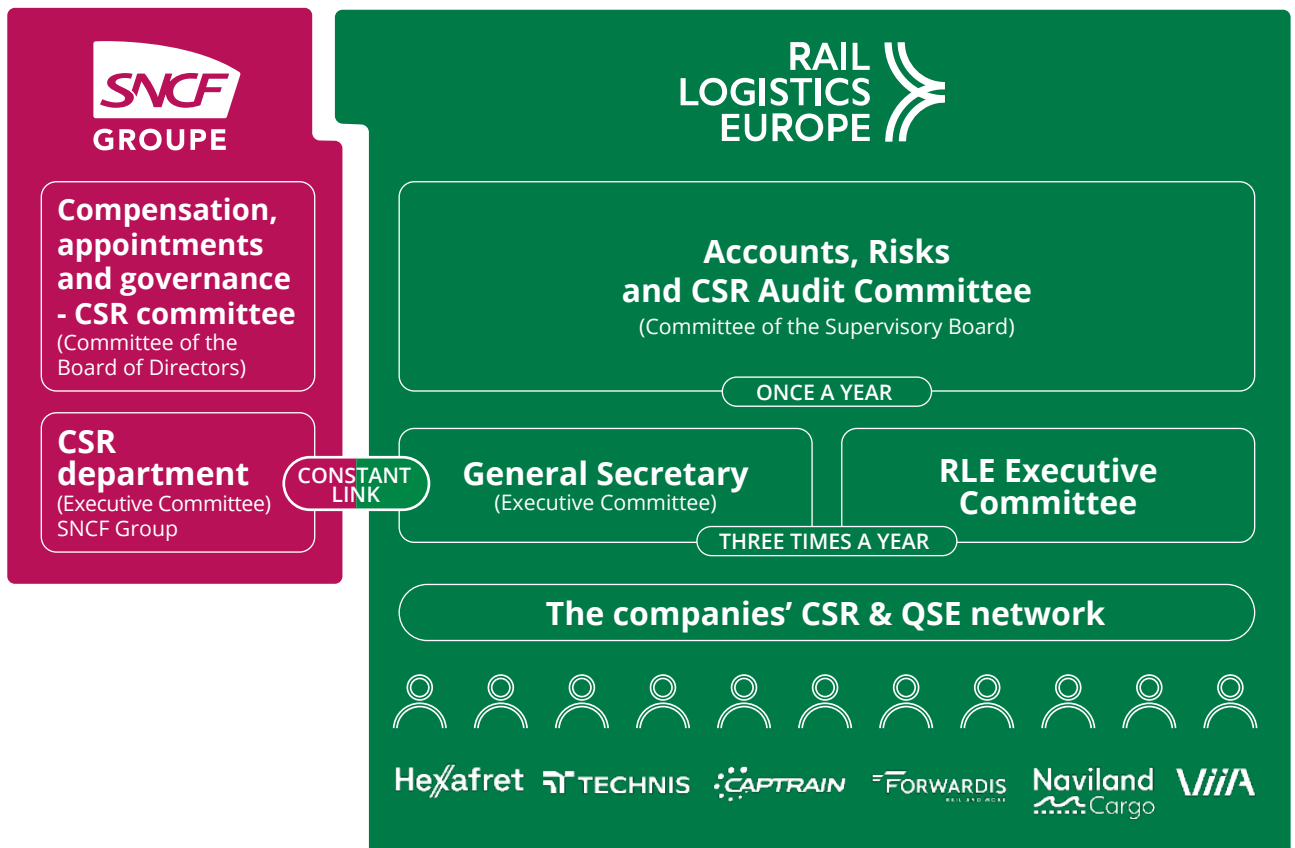 SNCF
GROUPE
Compensation,
appointments
and governance
- CSR committee
(Committee of the
Board of Directors)
CSR
department
(Executive Committee)
SNCF Group
CONSTANT
LINK
RAIL
LOGISTICS
EUROPE
Accounts, Risks
and CSR Audit Committee
(Committee of the Supervisory Board)
ONCE A YEAR
General Secretary
(Executive Committee)
RLE Executive
Committee
THREE TIMES A YEAR
The companies’ CSR & QSE network
Hexafret
TECHNIS
CAPTRAIN
FORWARDIS
RAIL AND MORE
Naviland
Cargo
VIIA